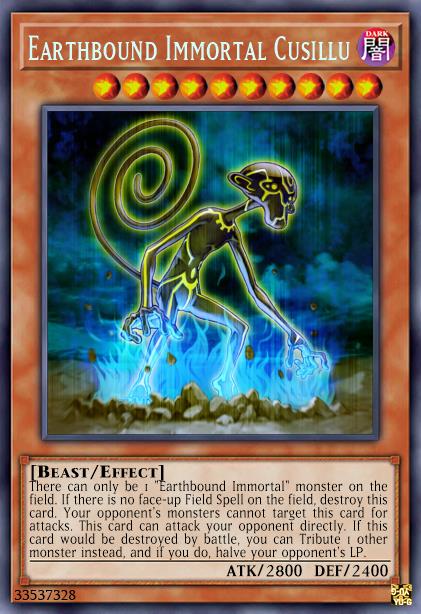 Earthbound Immortal Cusillu
DARK
闇
[Beast/Effect]
There can only be 1 "Earthbound Immortal" monster on the
field. If there is no face-up Field Spell on the field, destroy this
card. Your opponent's monsters cannot target this card for
attacks. This card can attack your opponent directly. If this
card would be destroyed by battle, you can Tribute 1 other
monster instead, and if you do, halve your opponent's LP.
ATK/2800 DEF/2400
33537328